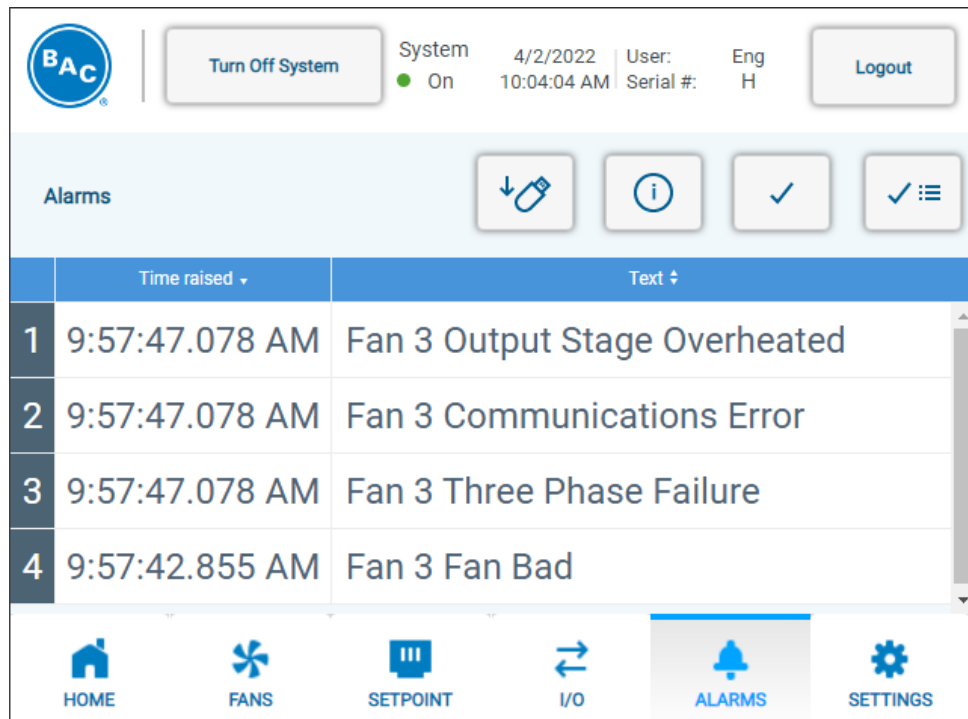 BAC
®
Turn Off System
System
On
4/2/2022
10:04:04 AM
User: Eng
Serial #: H
Logout
Alarms
Time raised Text
1 9:57:47.078 AM Fan 3 Output Stage Overheated
2 9:57:47.078 AM Fan 3 Communications Error
3 9:57:47.078 AM Fan 3 Three Phase Failure
4 9:57:42.855 AM Fan 3 Fan Bad
HOME FANS SETPOINT I/O ALARMS SETTINGS